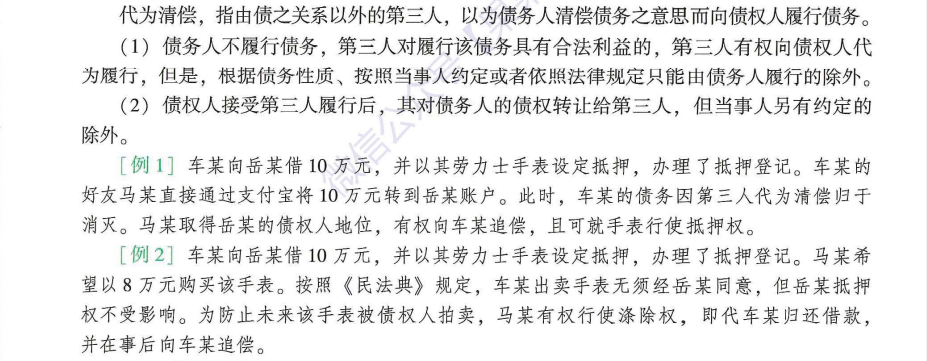 代为清偿，指由债之关系以外的第三人，以为债务人清偿债务之意思而向债权人履行债务。
（1）债务人不履行债务，第三人对履行该债务具有合法利益的，第三人有权向债权人代
为履行，但是，根据债务性质、按照当事人约定或者依照法律规定只能由债务人履行的除外。
（2）债权人接受第三人履行后，其对债务人的债权转让给第三人，但当事人另有约定的
除外。
［例1］车某向岳某借10万元，并以其劳力士手表设定抵押，办理了抵押登记。车某的
好友马某直接通过支付宝将10万元转到岳某账户。此时，车某的债务因第三人代为清偿归于
消灭。马某取得岳某的债权人地位，有权向车某追偿，且可就手表行使抵押权。
［例2］车某向岳某借10万元，并以其劳力士手表设定抵押，办理了抵押登记。马某希
望以8万元购买该手表。按照《民法典》规定，车某出卖手表无须经岳某同意，但岳某抵押
权不受影响。为防止未来该手表被债权人拍卖，马某有权行使涤除权，即代车某归还借款，
并在事后向车某追偿。
微信公众号